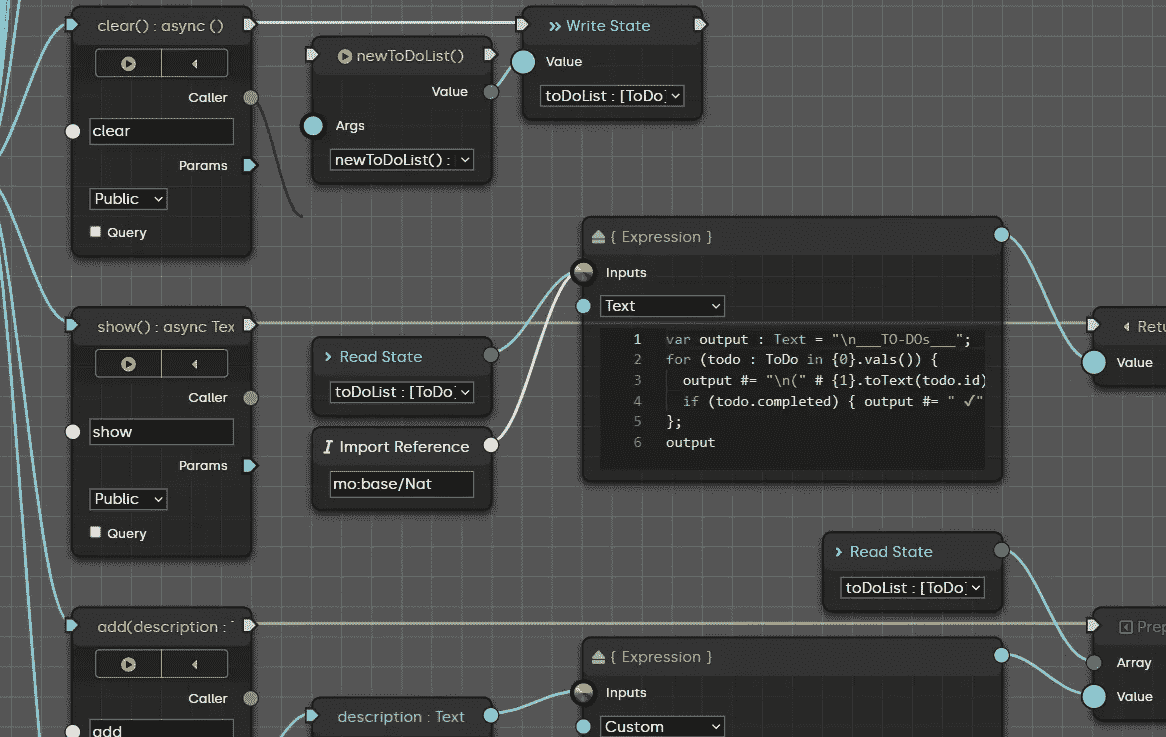 clear() : async ()
Caller
clear
Params
Public
Query
newToDoList()
Value
Args
newToDoList() :
Write State
Value
toDoList : [ToDo]
show() : async Tex
Caller
show
Params
Public
Query
Read State
toDoList : [ToDo]
Import Reference
mo:base/Nat
{ Expression }
Inputs
Text
1 var output : Text = "\n___TO-DOs___";
2 for (todo : ToDo in {0}.vals()) {
3 output #= "\n(" # {1}.toText(todo.id)
4 if (todo.completed) { output #= " ✓"
5 };
6 output
Retu
Value
Read State
toDoList : [ToDo]
add(description :
Caller
add
description : Text
{ Expression }
Inputs
Custom
Prep
Array
Value